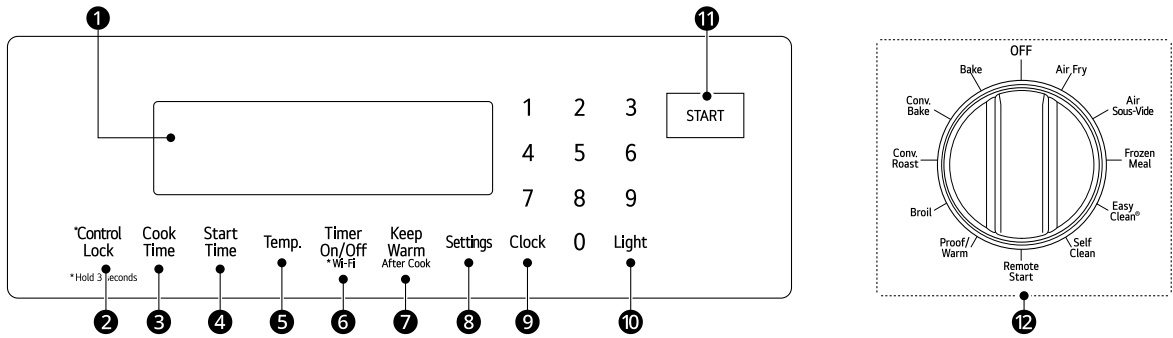 1
11
1 2 3
START
4 5 6
7 8 9
*Control
Lock
*Hold 3 seconds
Cook
Time
Start
Time
Temp.
Timer
On/Off
*Wi-Fi
Keep
Warm
After Cook
Settings
Clock
0
Light
2
3
4
5
6
7
8
9
10
OFF
Air Fry
Air
Sous-Vide
Frozen
Meal
Easy
Clean®
Self
Clean
Remote
Start
Proof/
Warm
Broil
Conv.
Roast
Conv.
Bake
Bake
12